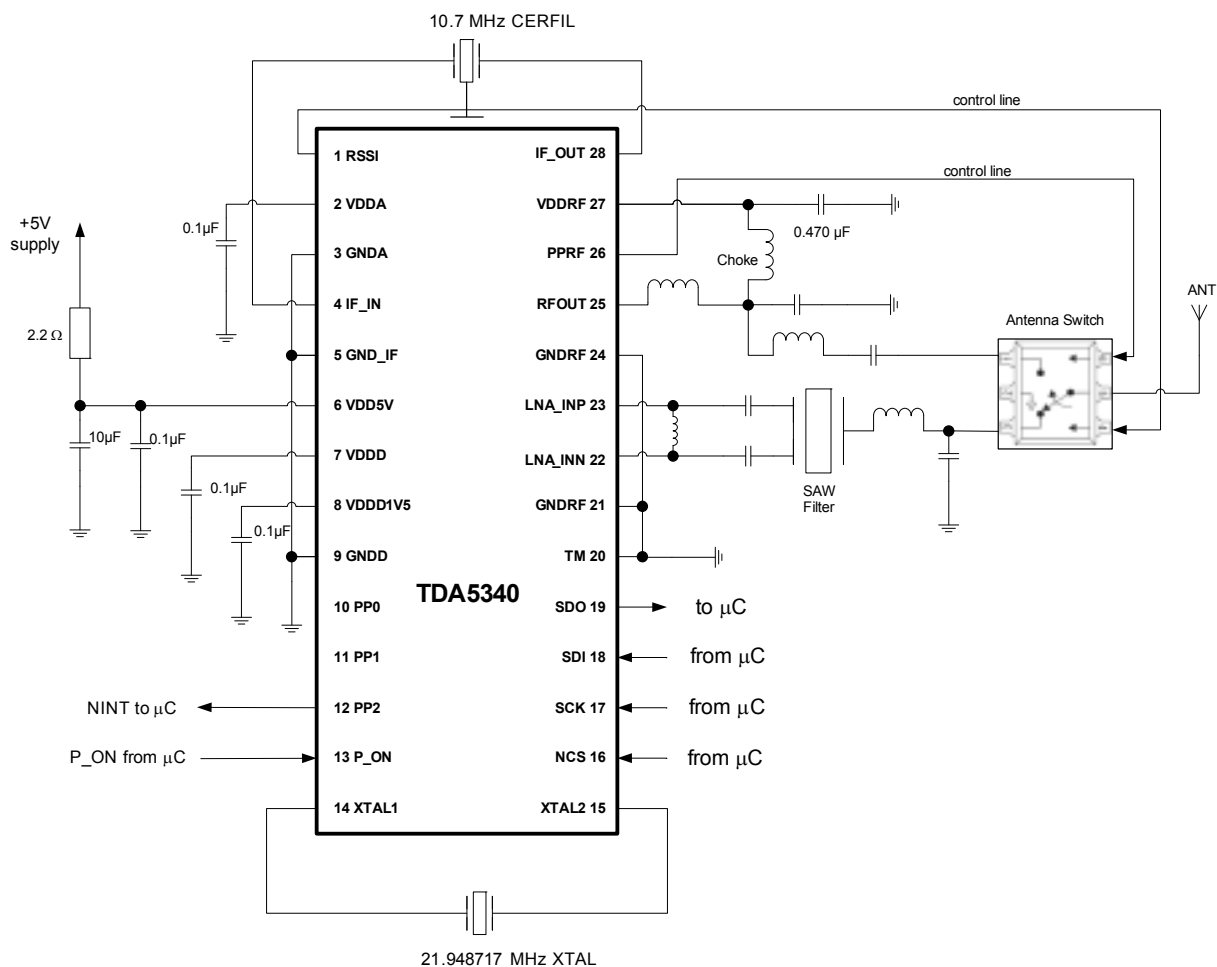 10.7 MHz CERFIL
control line
1 RSSI
IF_OUT 28
control line
2 VDDA
VDDRF 27
+5V
supply
0.1µF
0.470 µF
3 GNDA
PPRF 26
Choke
4 IF_IN
RFOUT 25
ANT
Antenna Switch
2.2 Ω
5 GND_IF
GNDRF 24
6 VDD5V
LNA_INP 23
10µF
0.1µF
7 VDDD
LNA_INN 22
0.1µF
SAW
Filter
8 VDDD1V5
GNDRF 21
0.1µF
9 GNDD
TM 20
TDA5340
10 PP0
SDO 19
to µC
11 PP1
SDI 18
from µC
NINT to µC
12 PP2
SCK 17
from µC
P_ON from µC
13 P_ON
NCS 16
from µC
14 XTAL1
XTAL2 15
21.948717 MHz XTAL